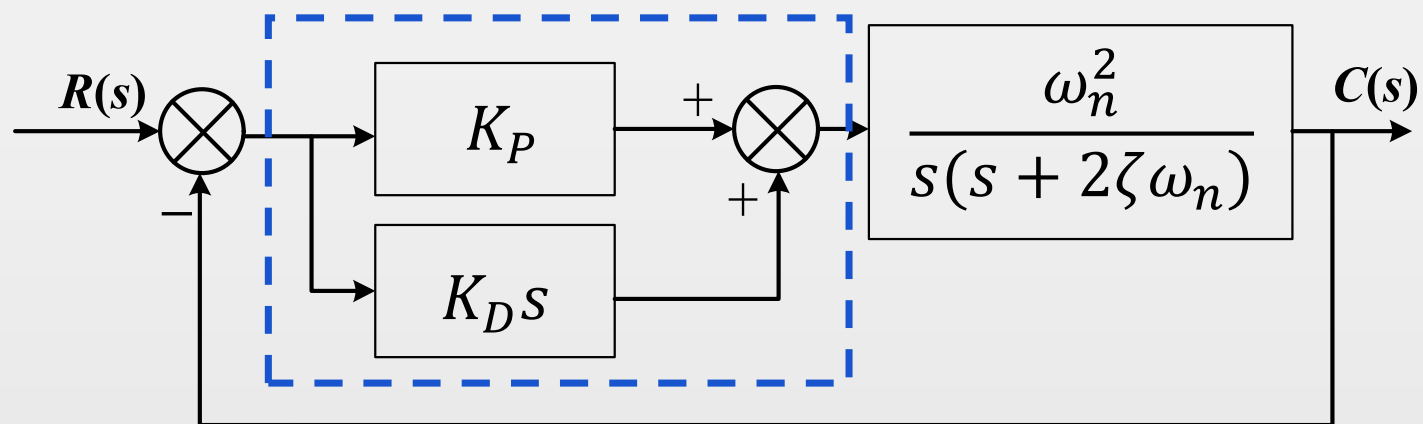 R(s)
−
K_P
K_D s
+
+
ω_n^2
s(s + 2ζω_n)
C(s)